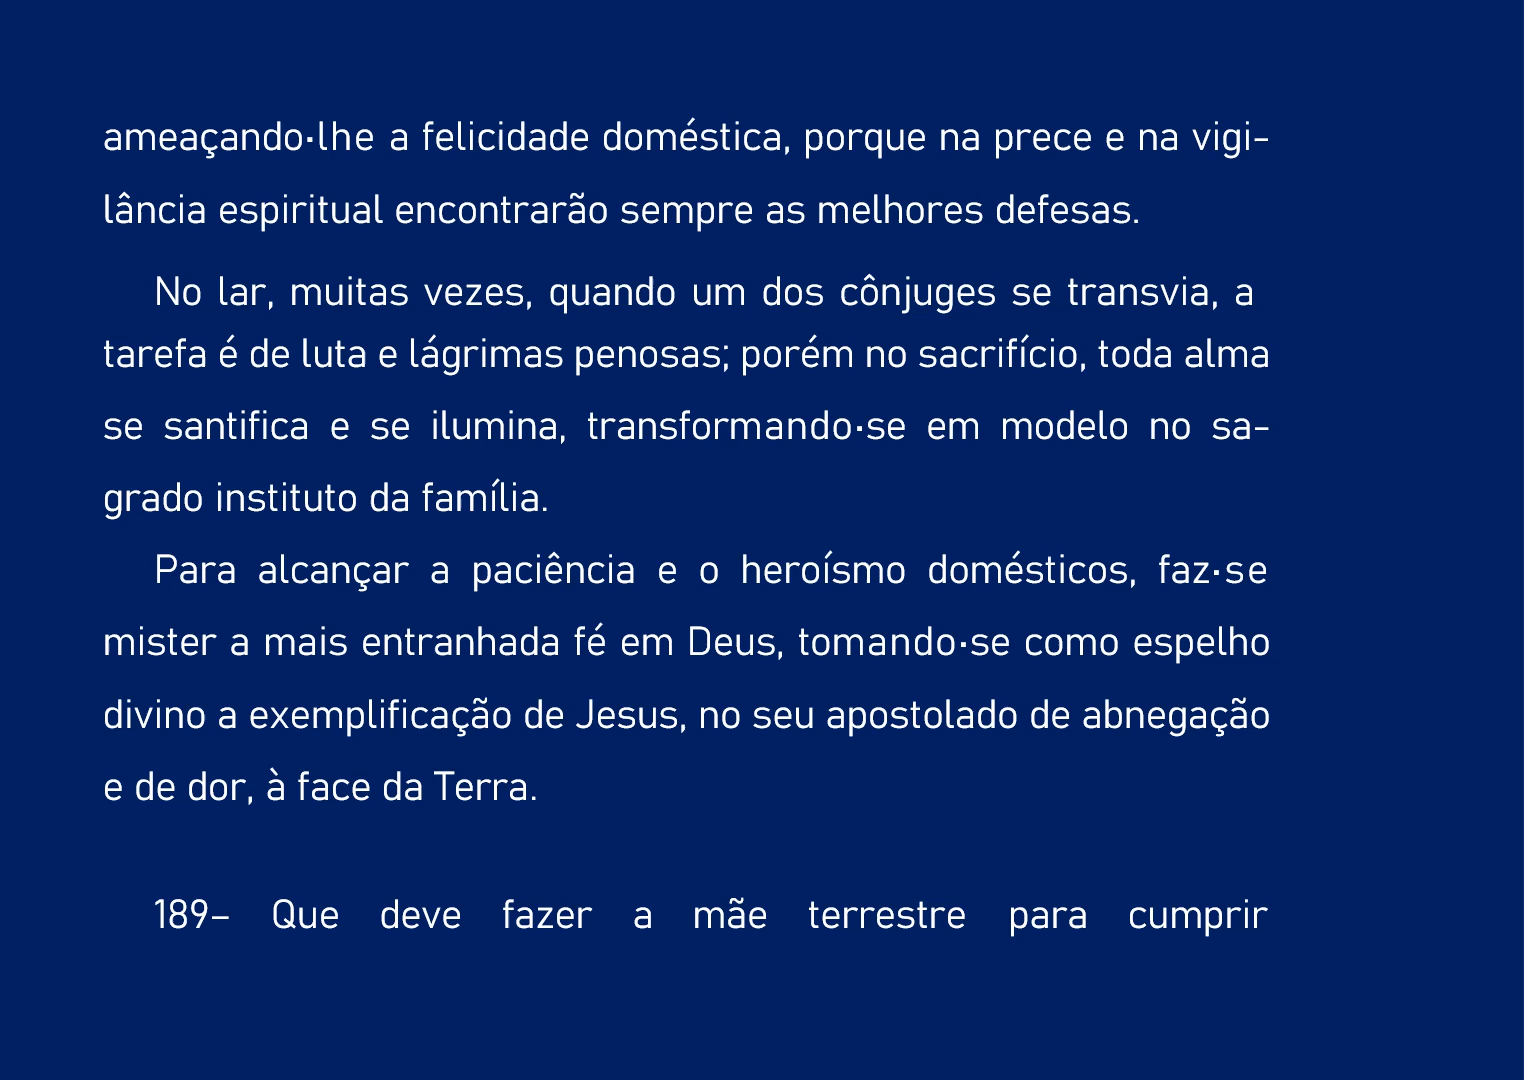 ameaçando·lhe a felicidade doméstica, porque na prece e na vigi-
lância espiritual encontrarão sempre as melhores defesas.
No lar, muitas vezes, quando um dos cônjuges se transvia, a
tarefa é de luta e lágrimas penosas; porém no sacrifício, toda alma
se santifica e se ilumina, transformando·se em modelo no sa-
grado instituto da família.
Para alcançar a paciência e o heroísmo domésticos, faz·se
mister a mais entranhada fé em Deus, tomando·se como espelho
divino a exemplificação de Jesus, no seu apostolado de abnegação
e de dor, à face da Terra.
189– Que deve fazer a mãe terrestre para cumprir